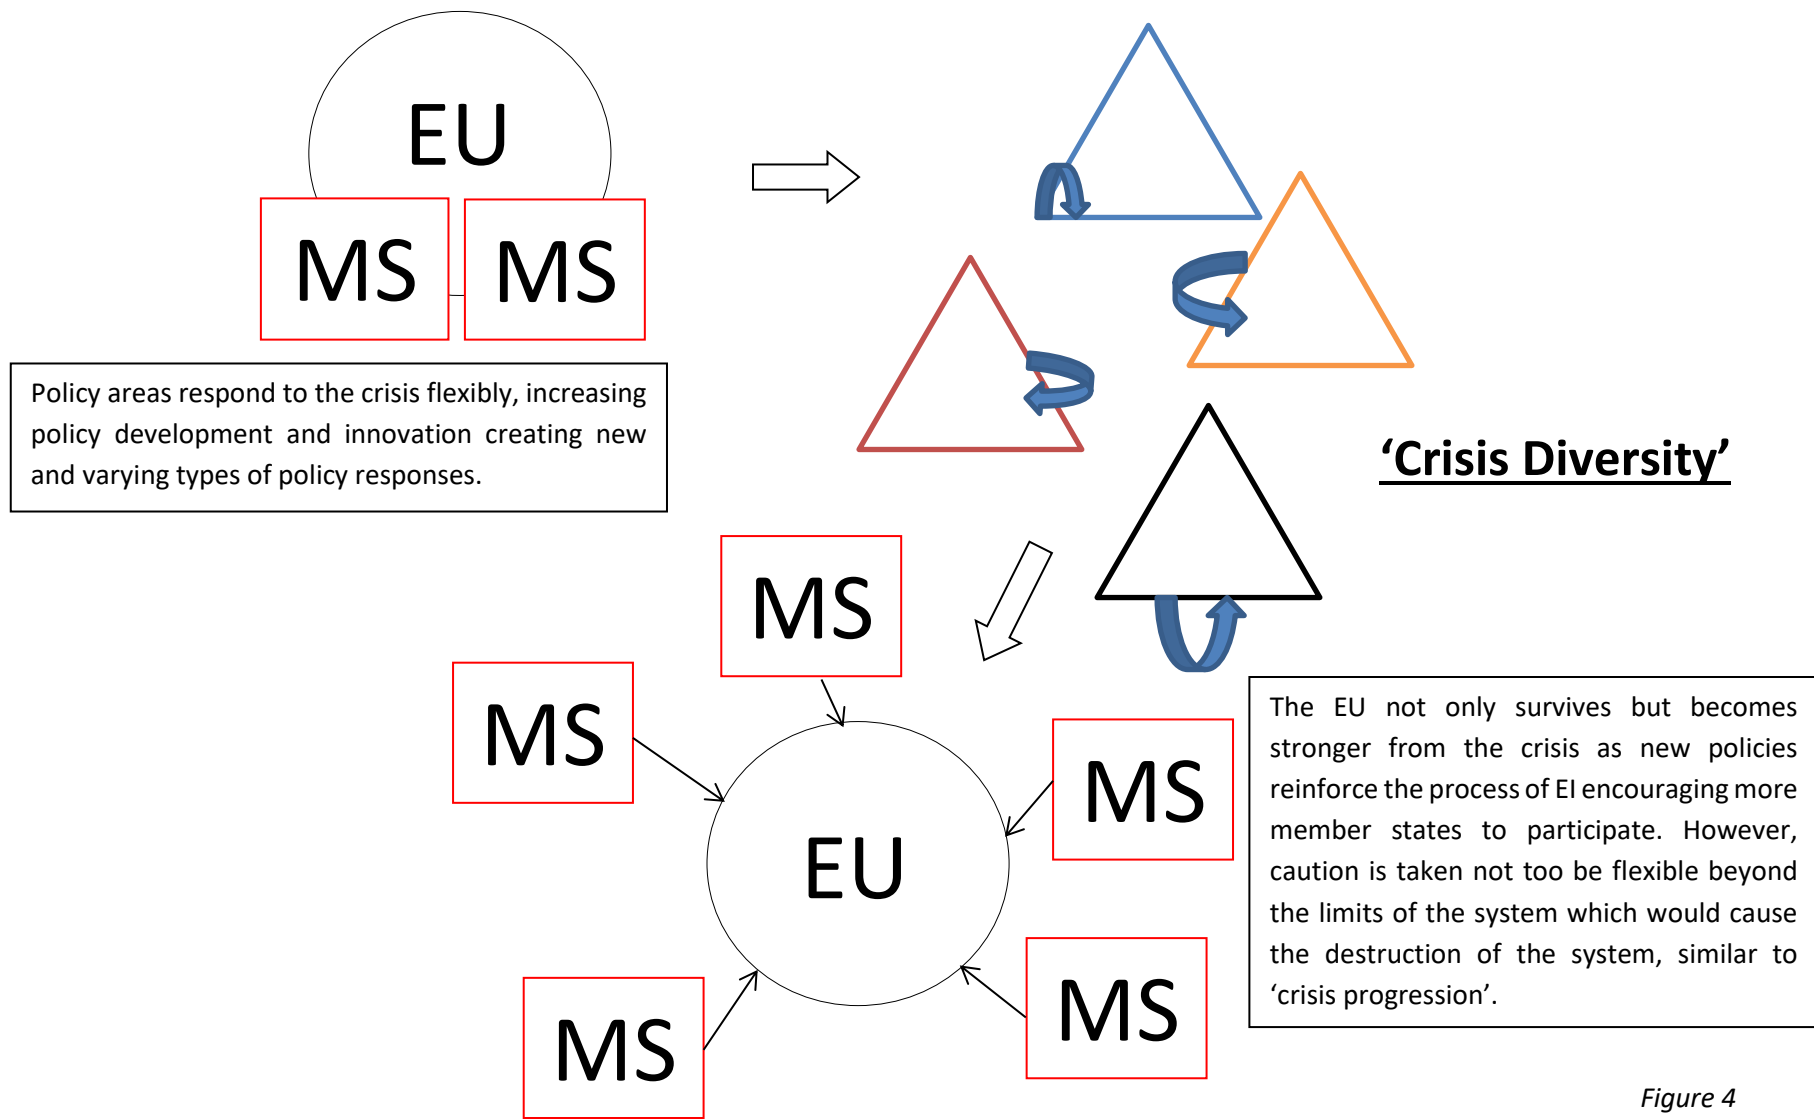 EU
MS
MS
Policy areas respond to the crisis flexibly, increasing
policy development and innovation creating new
and varying types of policy responses.
‘Crisis Diversity’
MS
MS
MS
EU
MS
MS
The EU not only survives but becomes
stronger from the crisis as new policies
reinforce the process of EI encouraging more
member states to participate. However,
caution is taken not too be flexible beyond
the limits of the system which would cause
the destruction of the system, similar to
‘crisis progression’.
Figure 4